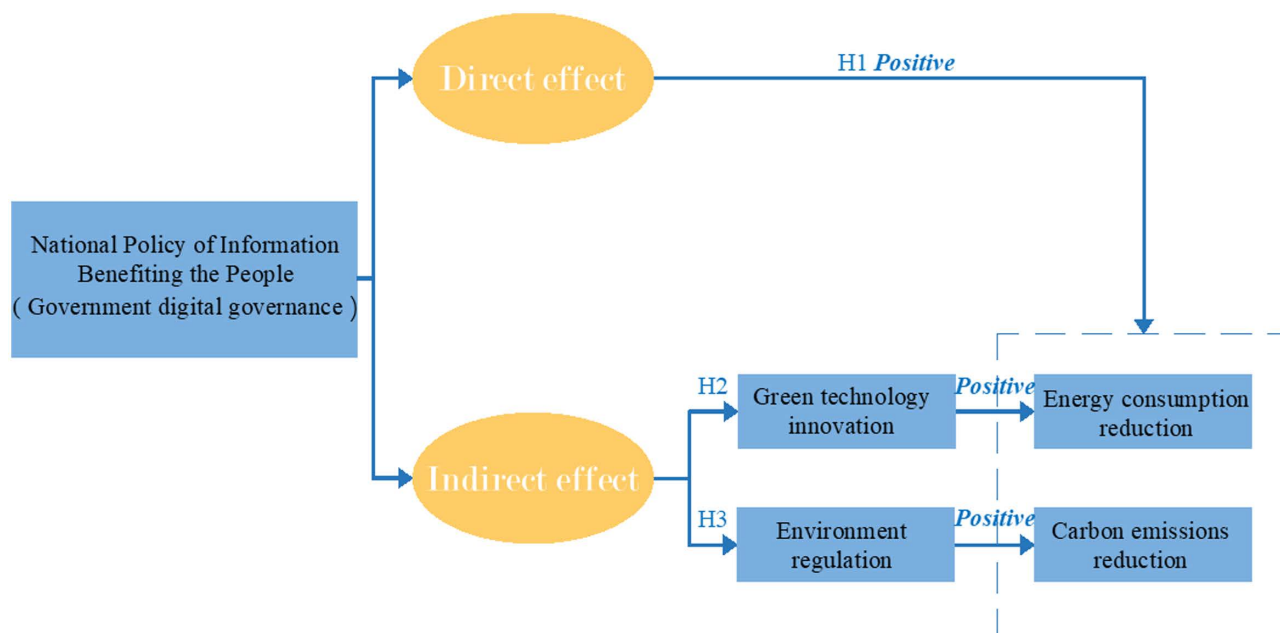 Direct effect
H1 Positive
National Policy of Information
Benefiting the People
( Government digital governance )
Indirect effect
H2
Green technology
innovation
Positive
Energy consumption
reduction
H3
Environment
regulation
Positive
Carbon emissions
reduction